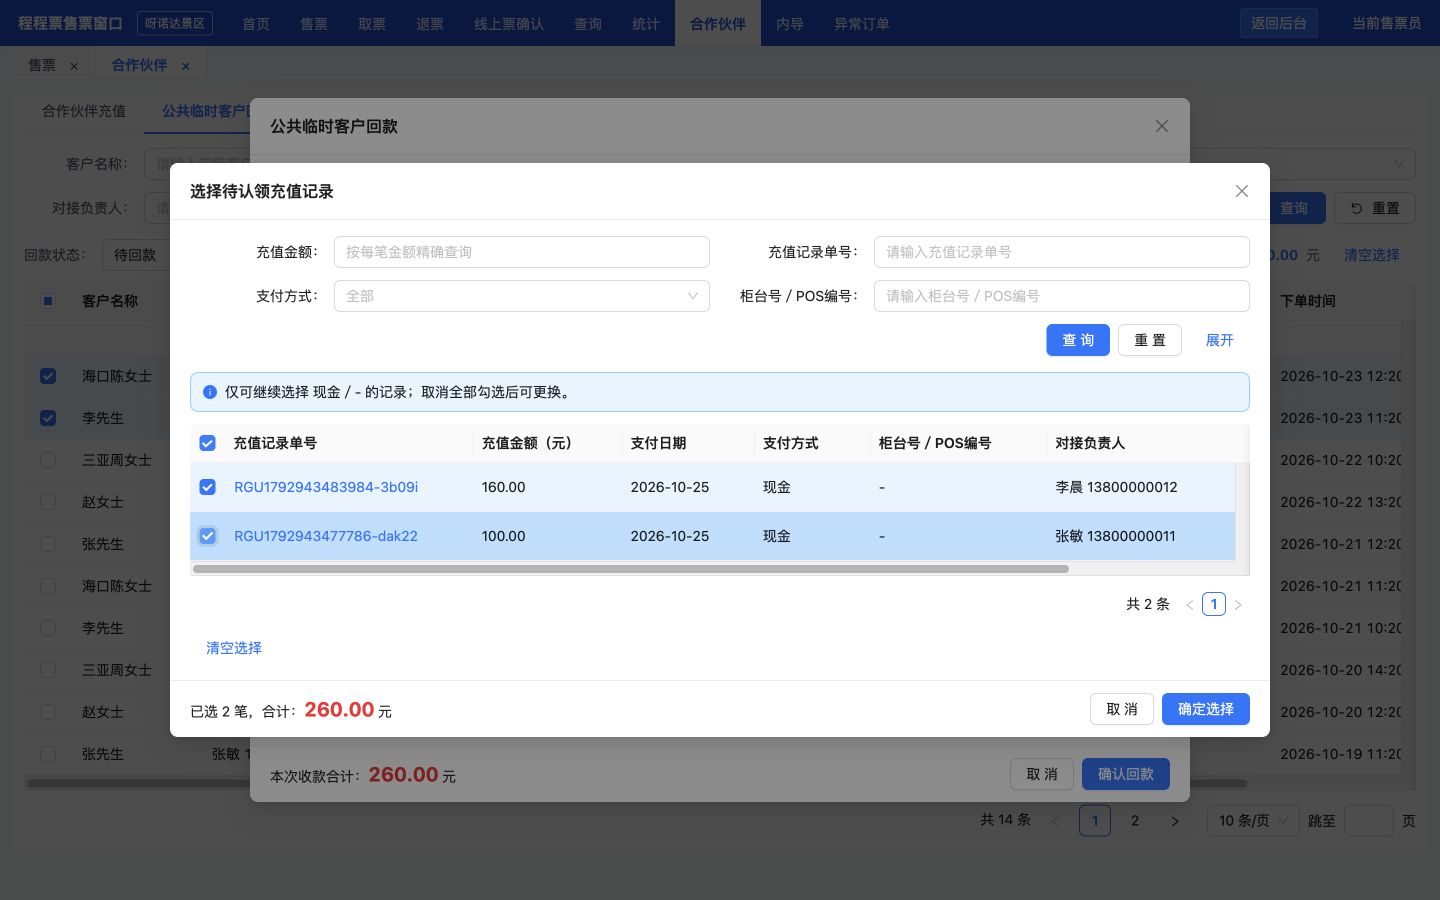 程程票售票窗口 呀诺达景区 首页 售票 取票 退票 线上票确认 查询 统计 合作伙伴 内导 异常订单 返回后台 当前售票员
售票 × 合作伙伴 ×
合作伙伴充值 公共临时客户
公共临时客户回款
客户名称：
选择待认领充值记录
对接负责人： 查询 重置
充值金额： 按每笔金额精确查询 充值记录单号： 请输入充值记录单号
回款状态： 待回款 0.00 元 清空选择
支付方式： 全部 柜台号 / POS编号： 请输入柜台号 / POS编号
客户名称 下单时间
查 询 重 置 展开
海口陈女士 2026-10-23 12:20
仅可继续选择 现金 / - 的记录；取消全部勾选后可更换。
李先生 2026-10-23 11:20
充值记录单号 充值金额（元） 支付日期 支付方式 柜台号 / POS编号 对接负责人
三亚周女士 2026-10-22 10:20
RGU1792943483984-3b09i 160.00 2026-10-25 现金 - 李晨 13800000012
赵女士 2026-10-22 13:20
RGU1792943477786-dak22 100.00 2026-10-25 现金 - 张敏 13800000011
张先生 2026-10-21 12:20
海口陈女士 2026-10-21 11:20
共 2 条 < 1 >
李先生 2026-10-21 10:20
清空选择
三亚周女士 2026-10-20 14:20
已选 2 笔，合计： 260.00 元 取 消 确定选择
赵女士 2026-10-20 12:20
张先生 张敏 1 2026-10-19 11:20
本次收款合计： 260.00 元 取 消 确认回款
共 14 条 < 1 2 > 10 条/页 跳至 页